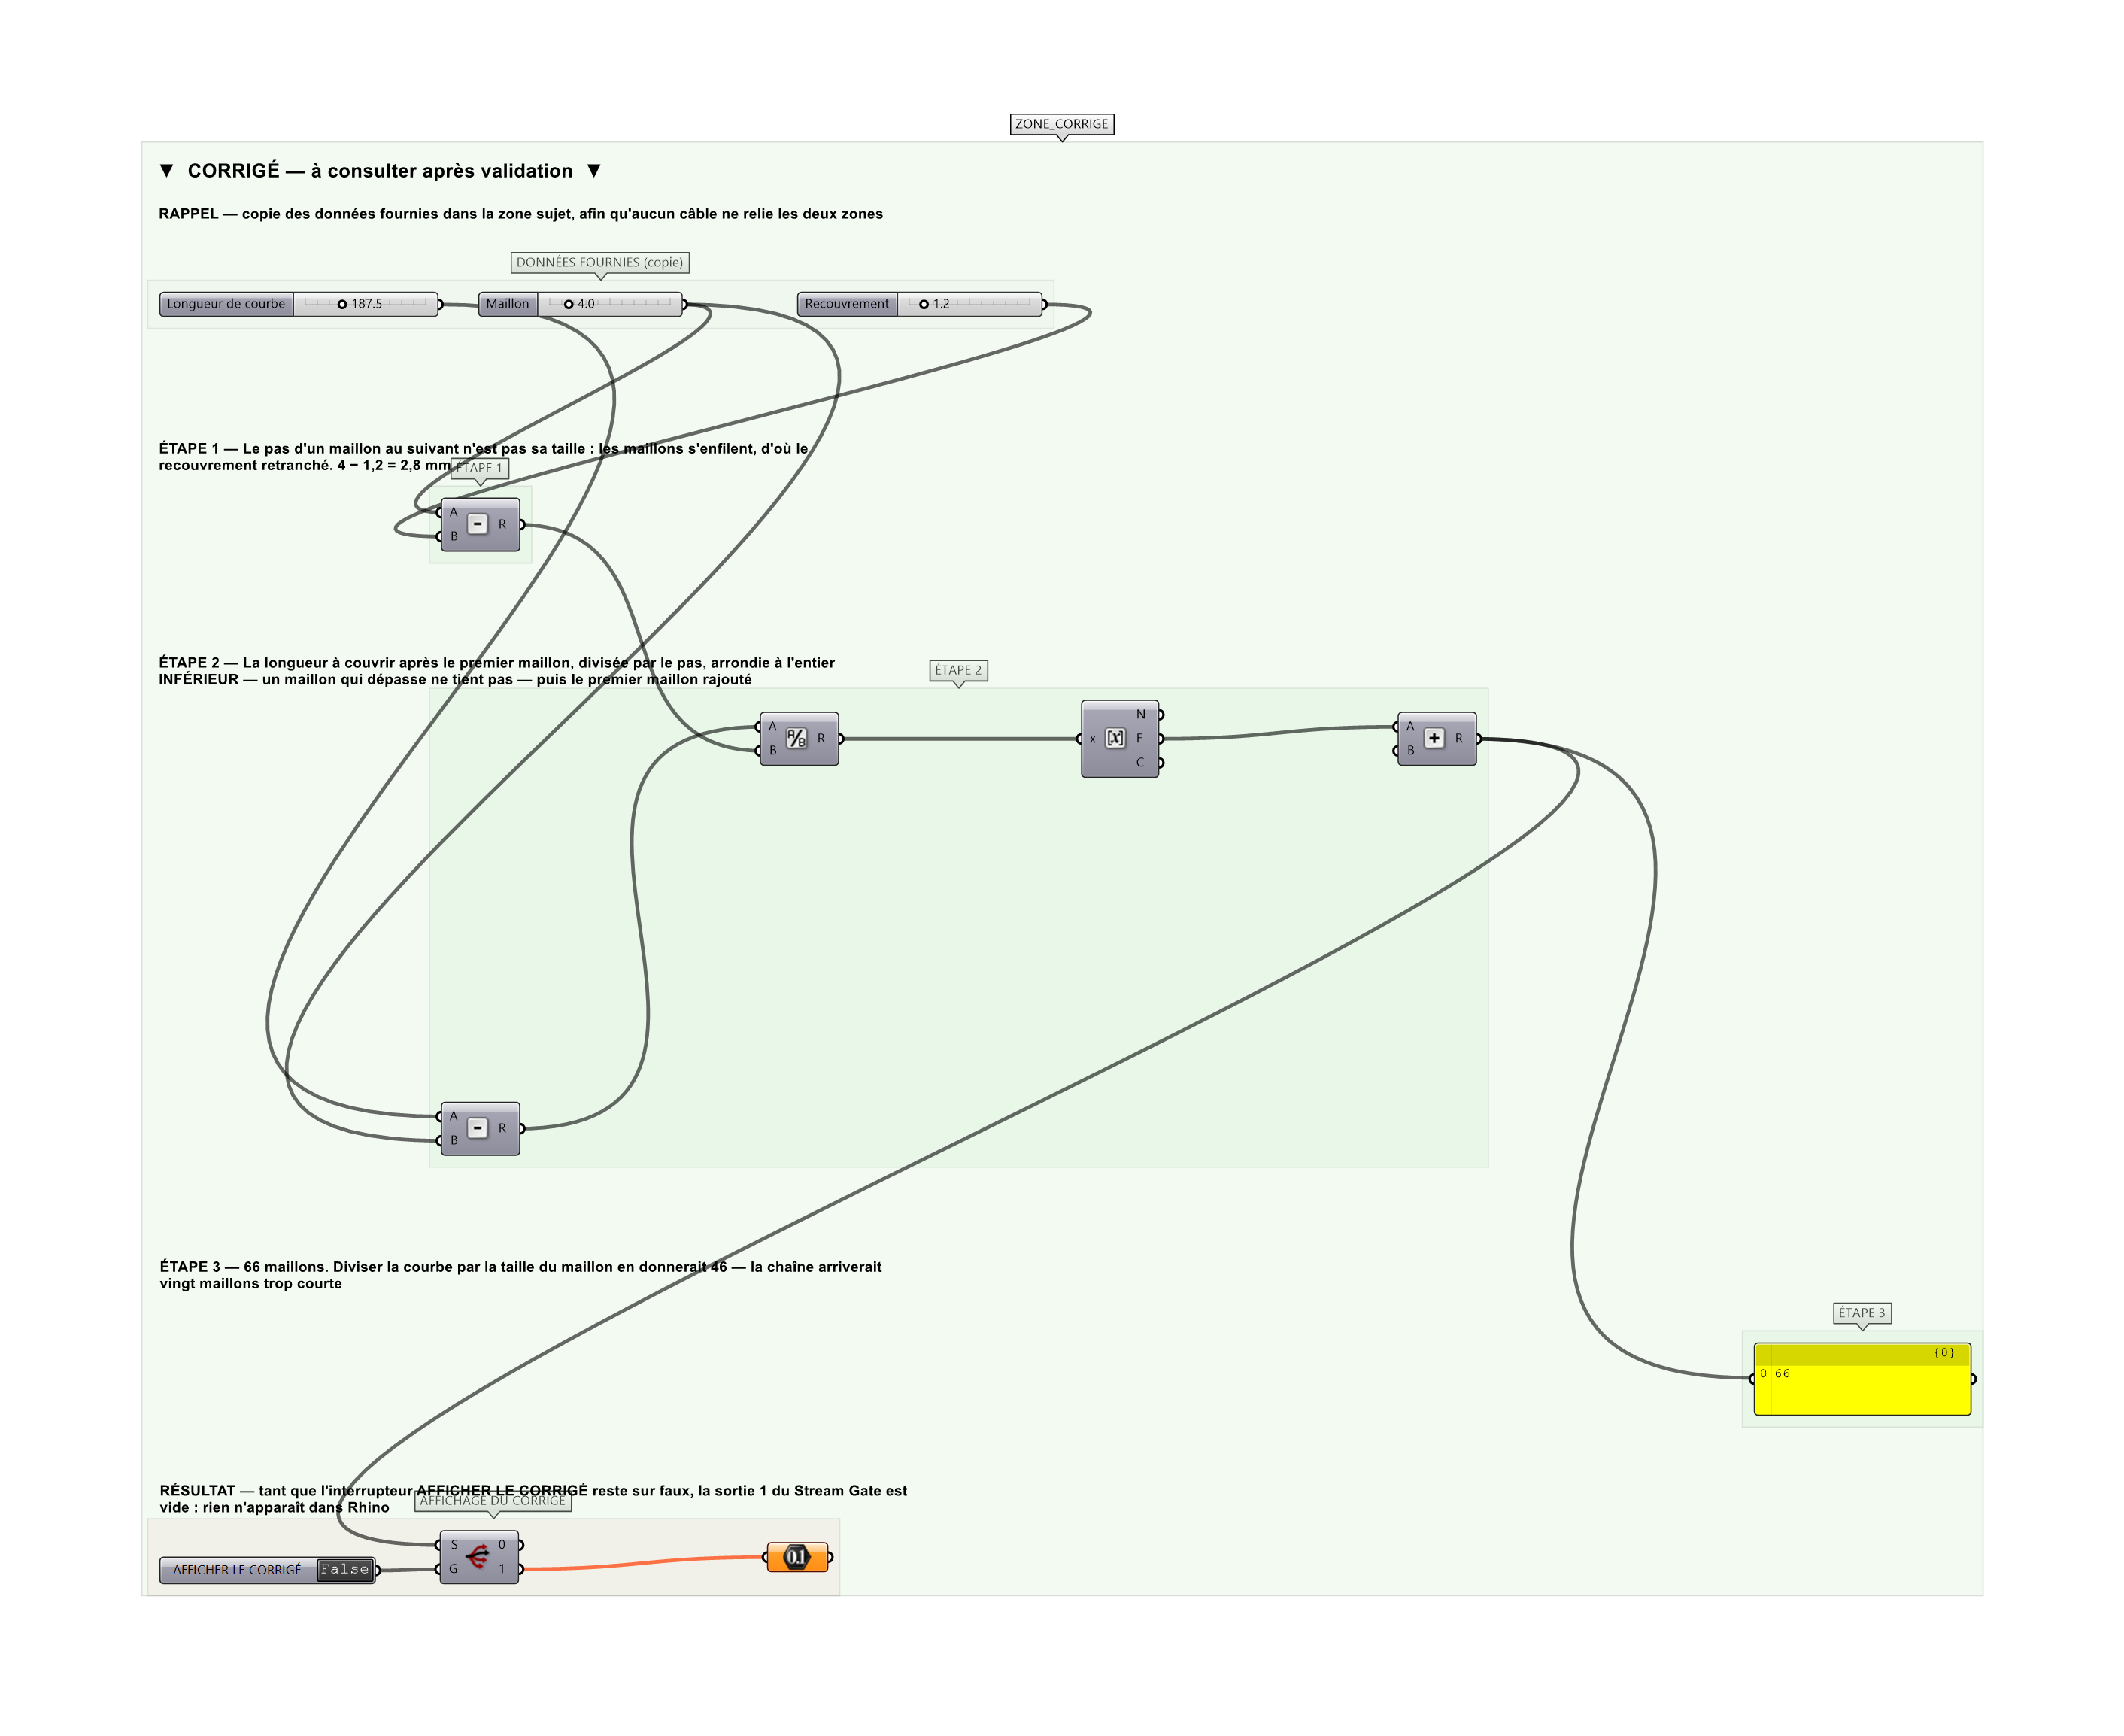 ZONE_CORRIGE
▼ CORRIGÉ — à consulter après validation ▼
RAPPEL — copie des données fournies dans la zone sujet, afin qu'aucun câble ne relie les deux zones
DONNÉES FOURNIES (copie)
Longueur de courbe 187.5
Maillon 4.0
Recouvrement 1.2
ÉTAPE 1 — Le pas d'un maillon au suivant n'est pas sa taille : les maillons s'enfilent, d'où le
recouvrement retranché. 4 − 1,2 = 2,8 mm
ÉTAPE 1
A
B
R
ÉTAPE 2 — La longueur à couvrir après le premier maillon, divisée par le pas, arrondie à l'entier
INFÉRIEUR — un maillon qui dépasse ne tient pas — puis le premier maillon rajouté
ÉTAPE 2
A
B
A/B
R
x
[x]
N
F
C
A
B
+
R
A
B
-
R
ÉTAPE 3 — 66 maillons. Diviser la courbe par la taille du maillon en donnerait 46 — la chaîne arriverait
vingt maillons trop courte
ÉTAPE 3
{0}
0 66
RÉSULTAT — tant que l'interrupteur AFFICHER LE CORRIGÉ reste sur faux, la sortie 1 du Stream Gate est
vide : rien n'apparaît dans Rhino
AFFICHAGE DU CORRIGÉ
AFFICHER LE CORRIGÉ False
S
G
0
1
0.1